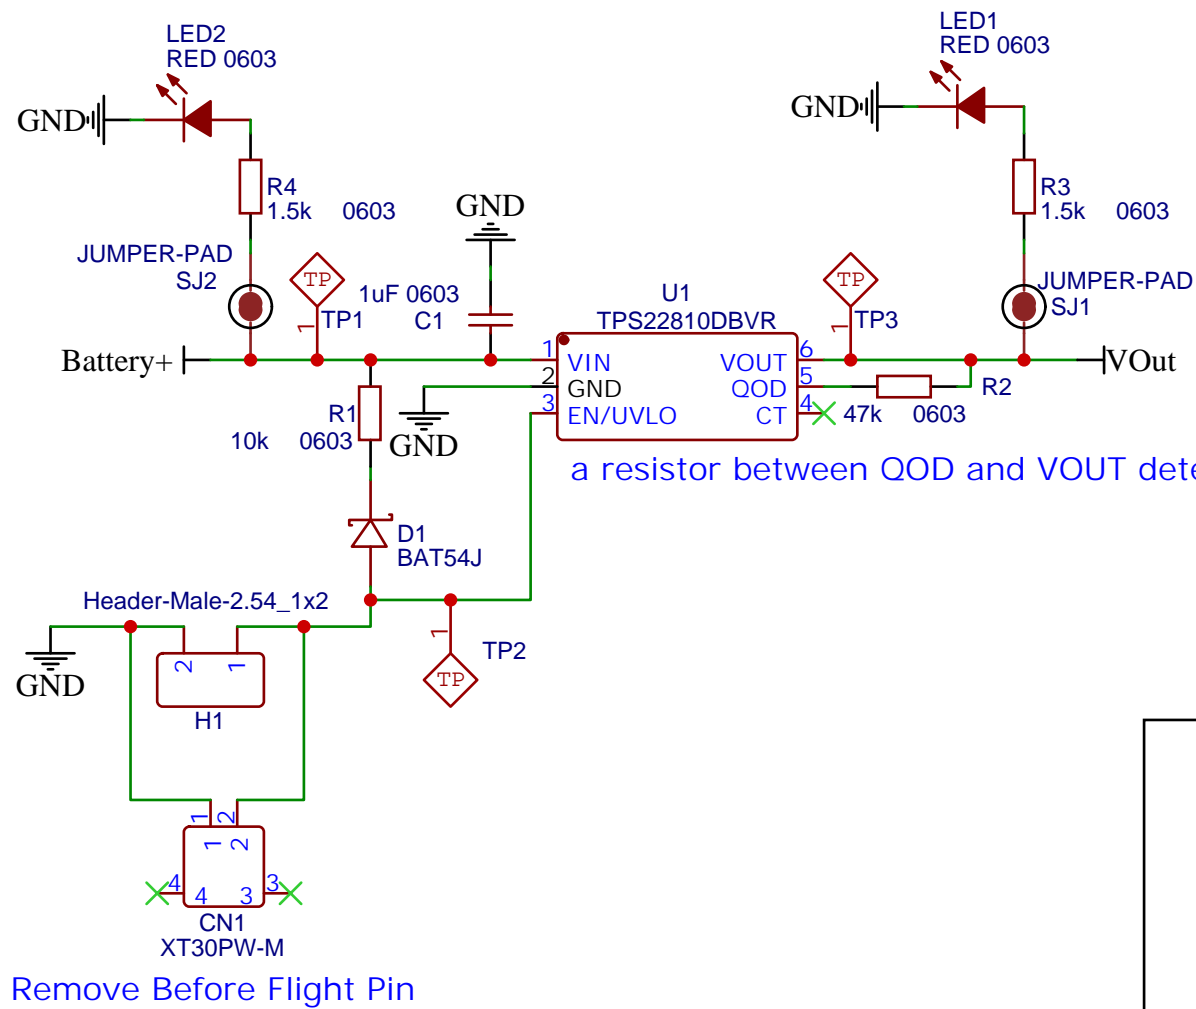 LED2
RED 0603
LED1
RED 0603
GND
GND
R4
1.5k 0603
R3
1.5k 0603
GND
JUMPER-PAD
SJ2
TP
1
TP1
1uF 0603
C1
U1
TPS22810DBVR
TP
1
TP3
JUMPER-PAD
SJ1
Battery+
1 VIN
2 GND
3 EN/UVLO
VOUT 6
QOD 5
CT 4
VOut
R2
47k 0603
R1
10k 0603
GND
a resistor between QOD and VOUT dete
D1
BAT54J
Header-Male-2.54_1x2
GND
2 1
H1
1
TP
TP2
1 2
1 2
4 4 3 3
CN1
XT30PW-M
Remove Before Flight Pin